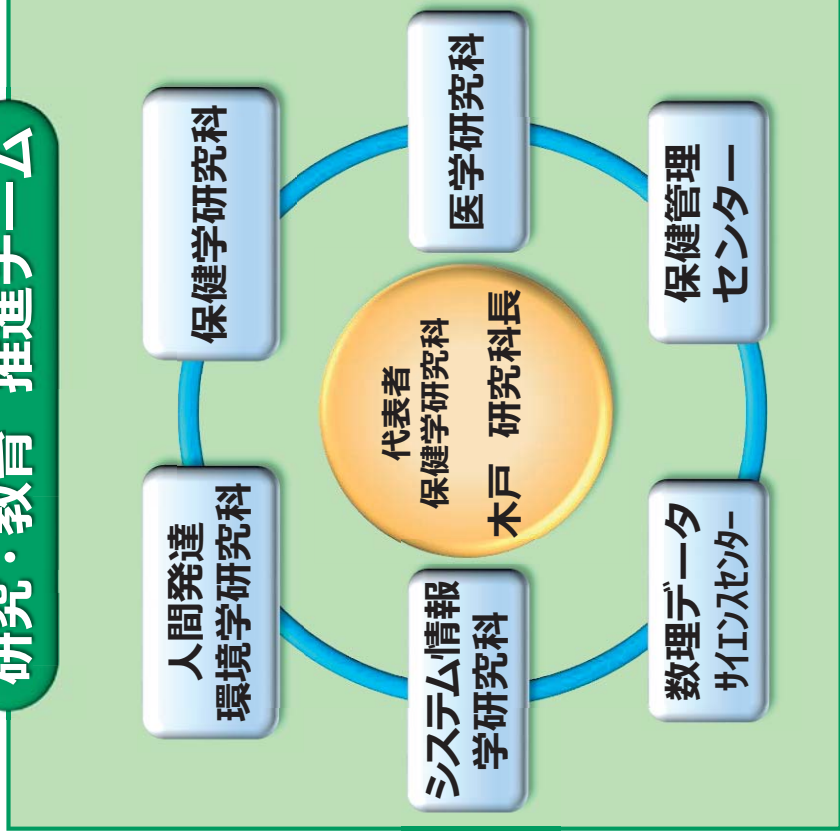 研究・教育 推進チーム
人間発達
環境学研究科
保健学研究科
システム情報
学研究科
代表者
保健学研究科
木戸 研究科長
医学研究科
数理データ
サイエンスセンター
保健管理
センター